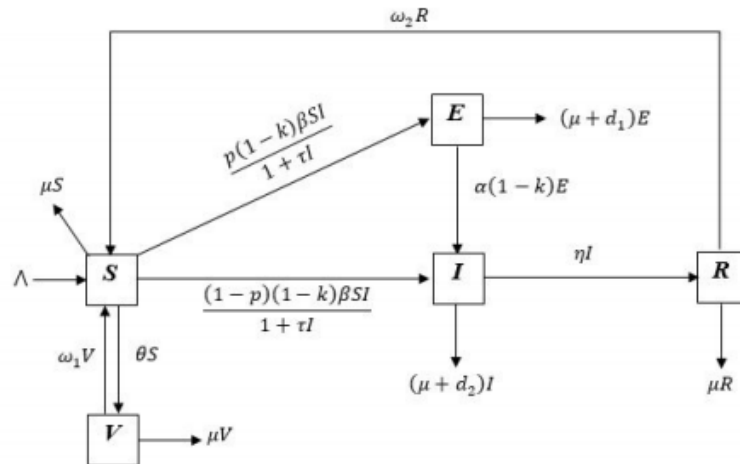 ω₂R
E
(μ + d₁)E
p(1 − k)βSI
1 + τI
μS
α(1 − k)E
Λ
S
I
ηI
R
(1 − p)(1 − k)βSI
1 + τI
ω₁V
θS
(μ + d₂)I
μR
V
μV